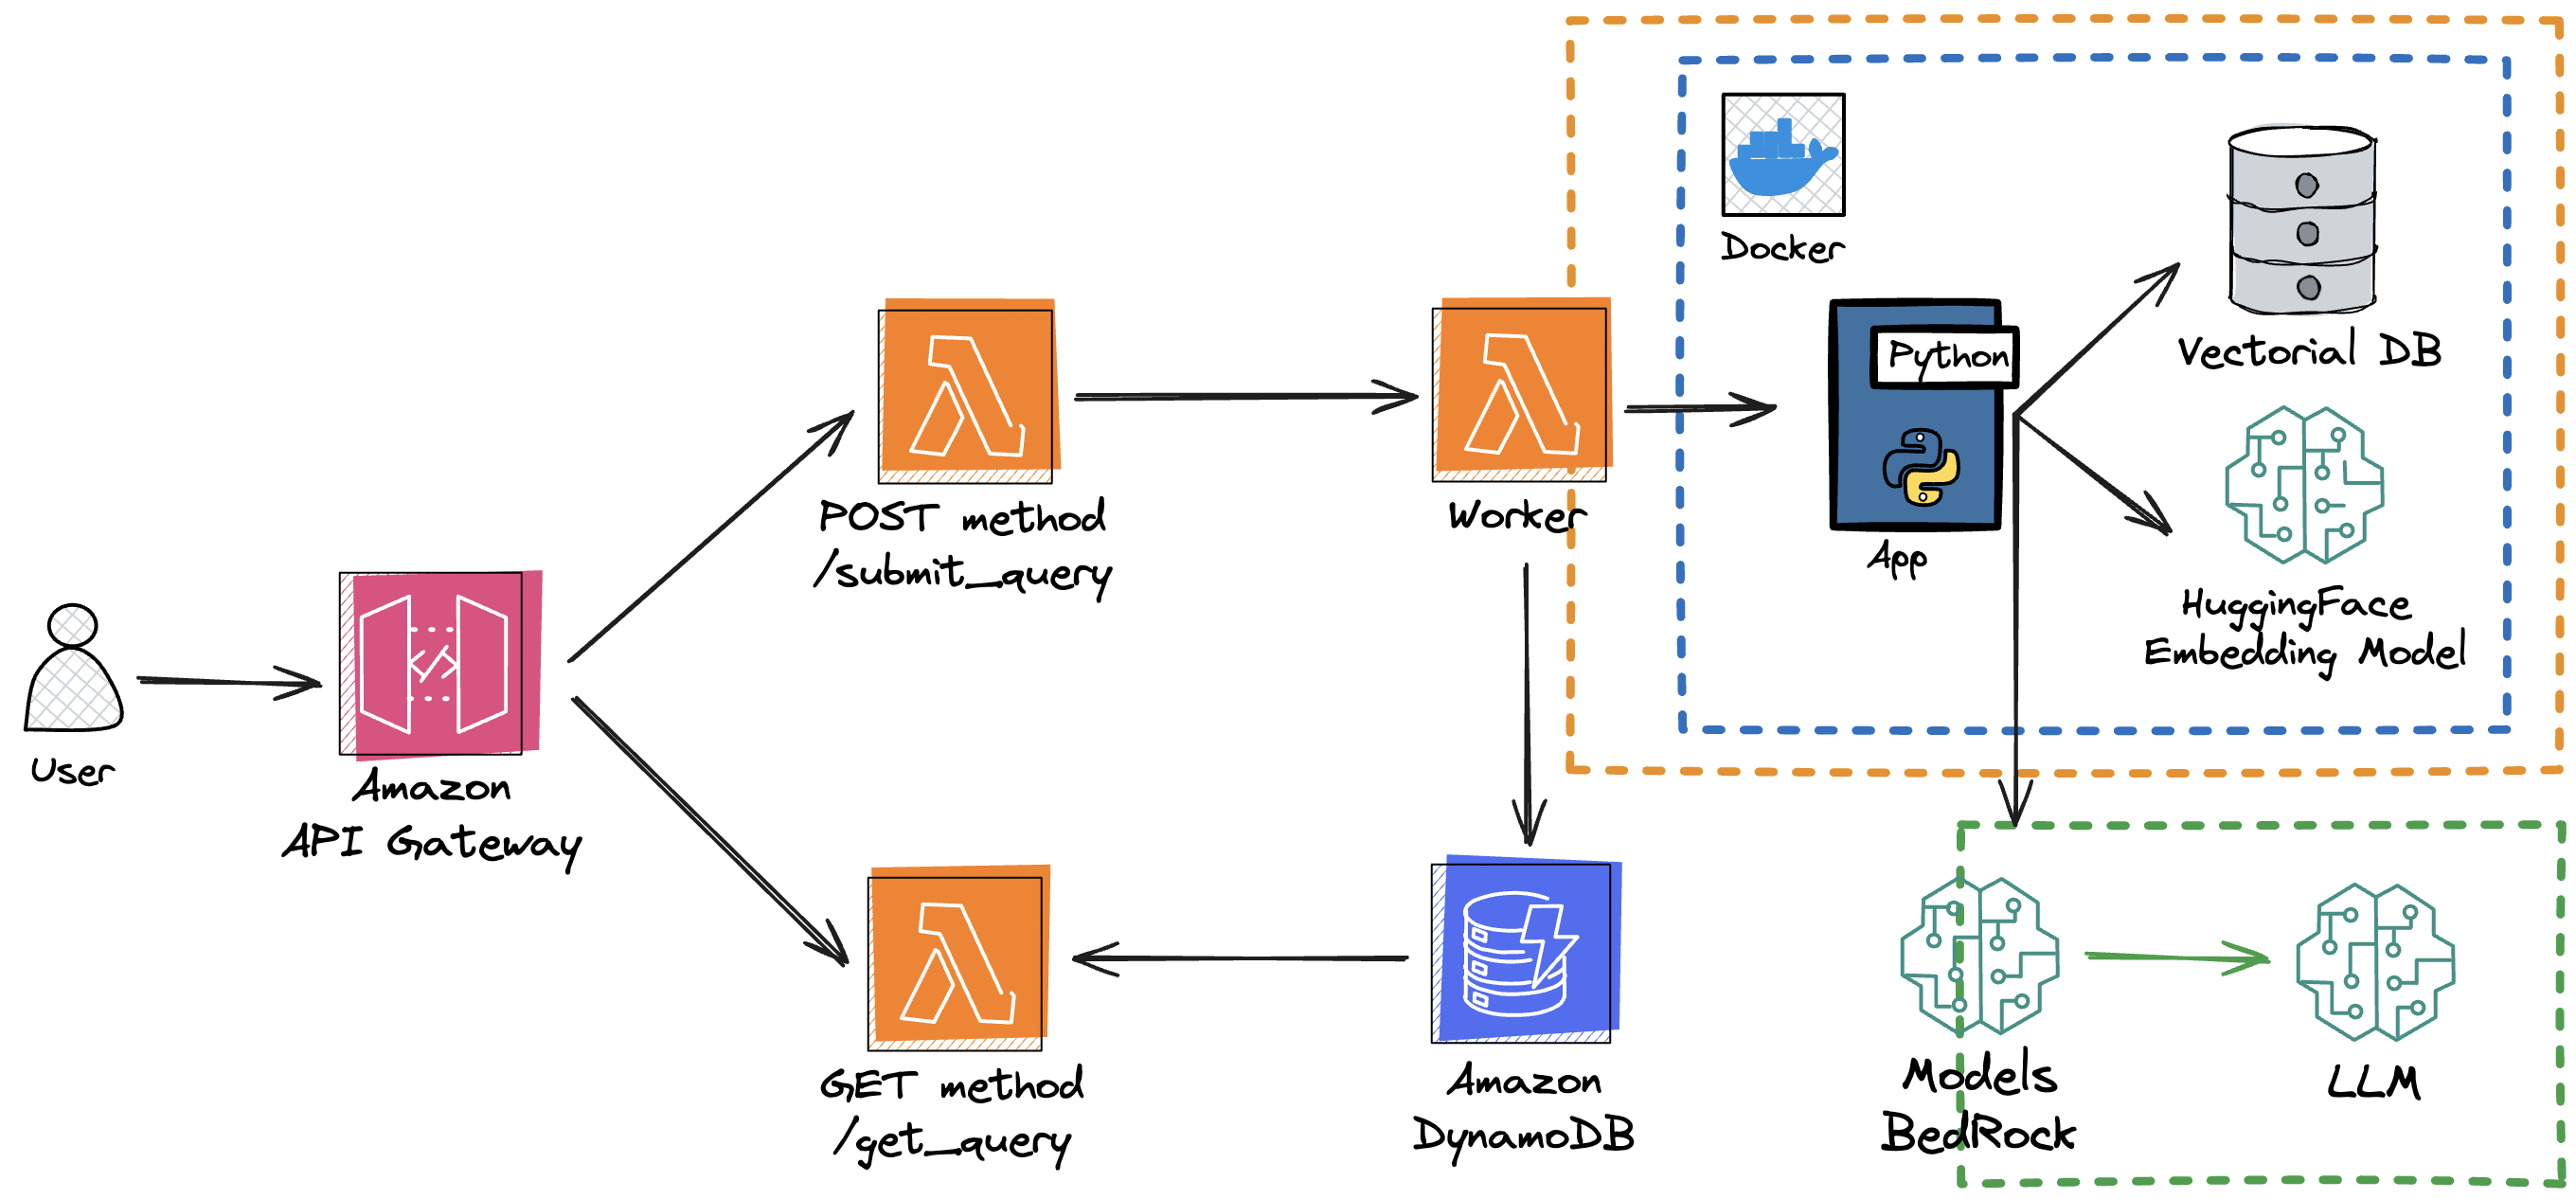 Docker
Python
Vectorial DB
POST method
/submit_query
Worker
App
HuggingFace
Embedding Model
User
Amazon
API Gateway
GET method
/get_query
Amazon
DynamoDB
Models
BedRock
LLM